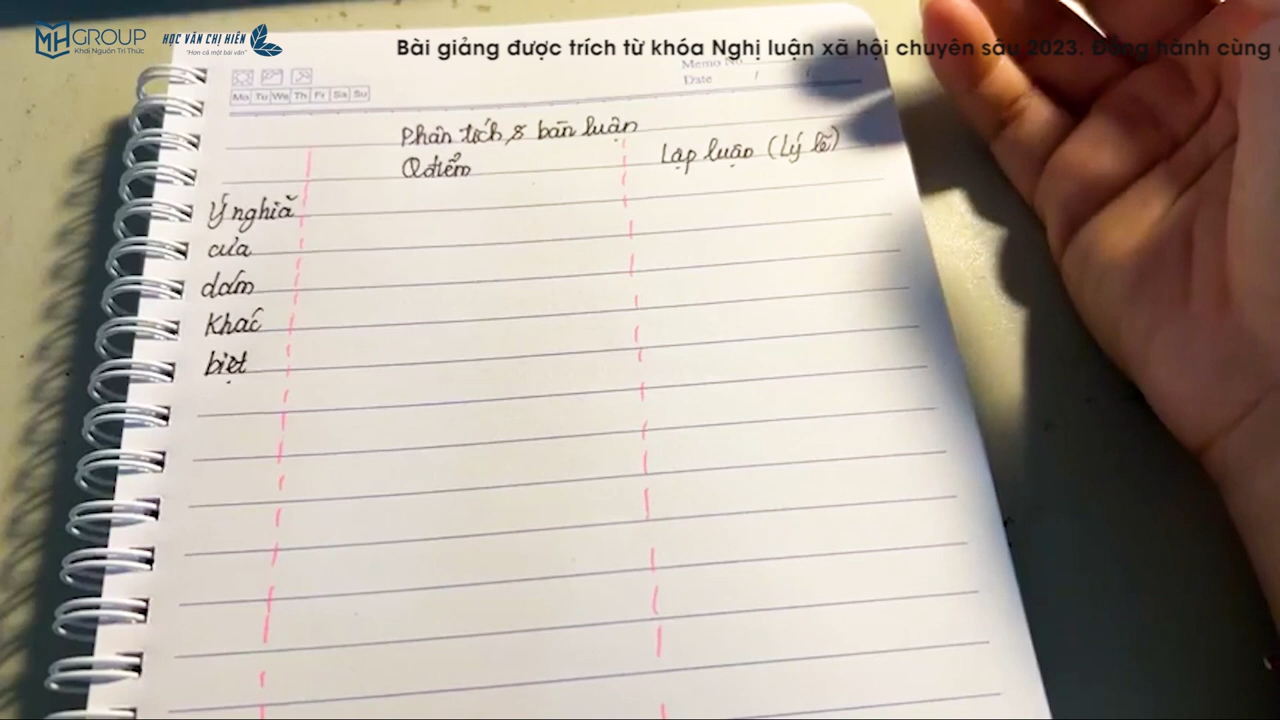 MH GROUP
Khơi Nguồn Tri Thức
HỌC VĂN CHỊ HIÊN
"Hơn cả một bài văn"
Bài giảng được trích từ khóa Nghị luận xã hội chuyên sâu 2023. Đồng hành cùng
Memo No.
Date / /
Mo Tu We Th Fr Sa Su
Phân tích & bàn luận
Qđiểm
Lập luận (Lý lẽ)
Ý nghĩa
của
dám
khác
biệt